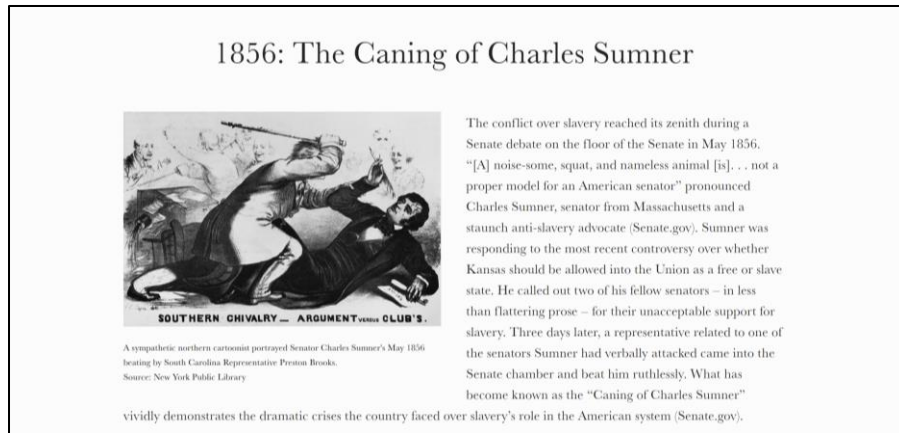 1856: The Caning of Charles Sumner
SOUTHERN CHIVALRY — ARGUMENT VERSUS CLUB'S.
A sympathetic northern cartoonist portrayed Senator Charles Sumner's May 1856
beating by South Carolina Representative Preston Brooks.
Source: New York Public Library
The conflict over slavery reached its zenith during a
Senate debate on the floor of the Senate in May 1856.
“[A] noise-some, squat, and nameless animal [is]. . . not a
proper model for an American senator” pronounced
Charles Sumner, senator from Massachusetts and a
staunch anti-slavery advocate (Senate.gov). Sumner was
responding to the most recent controversy over whether
Kansas should be allowed into the Union as a free or slave
state. He called out two of his fellow senators – in less
than flattering prose – for their unacceptable support for
slavery. Three days later, a representative related to one of
the senators Sumner had verbally attacked came into the
Senate chamber and beat him ruthlessly. What has
become known as the “Caning of Charles Sumner”
vividly demonstrates the dramatic crises the country faced over slavery’s role in the American system (Senate.gov).